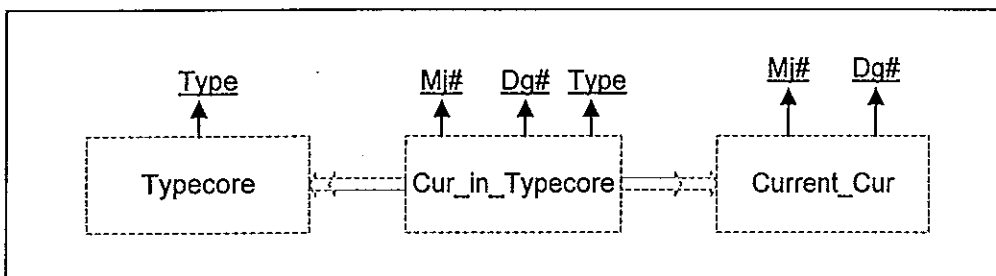 Type Mj# Dg# Type Mj# Dg#
Typecore Cur_in_Typecore Current_Cur